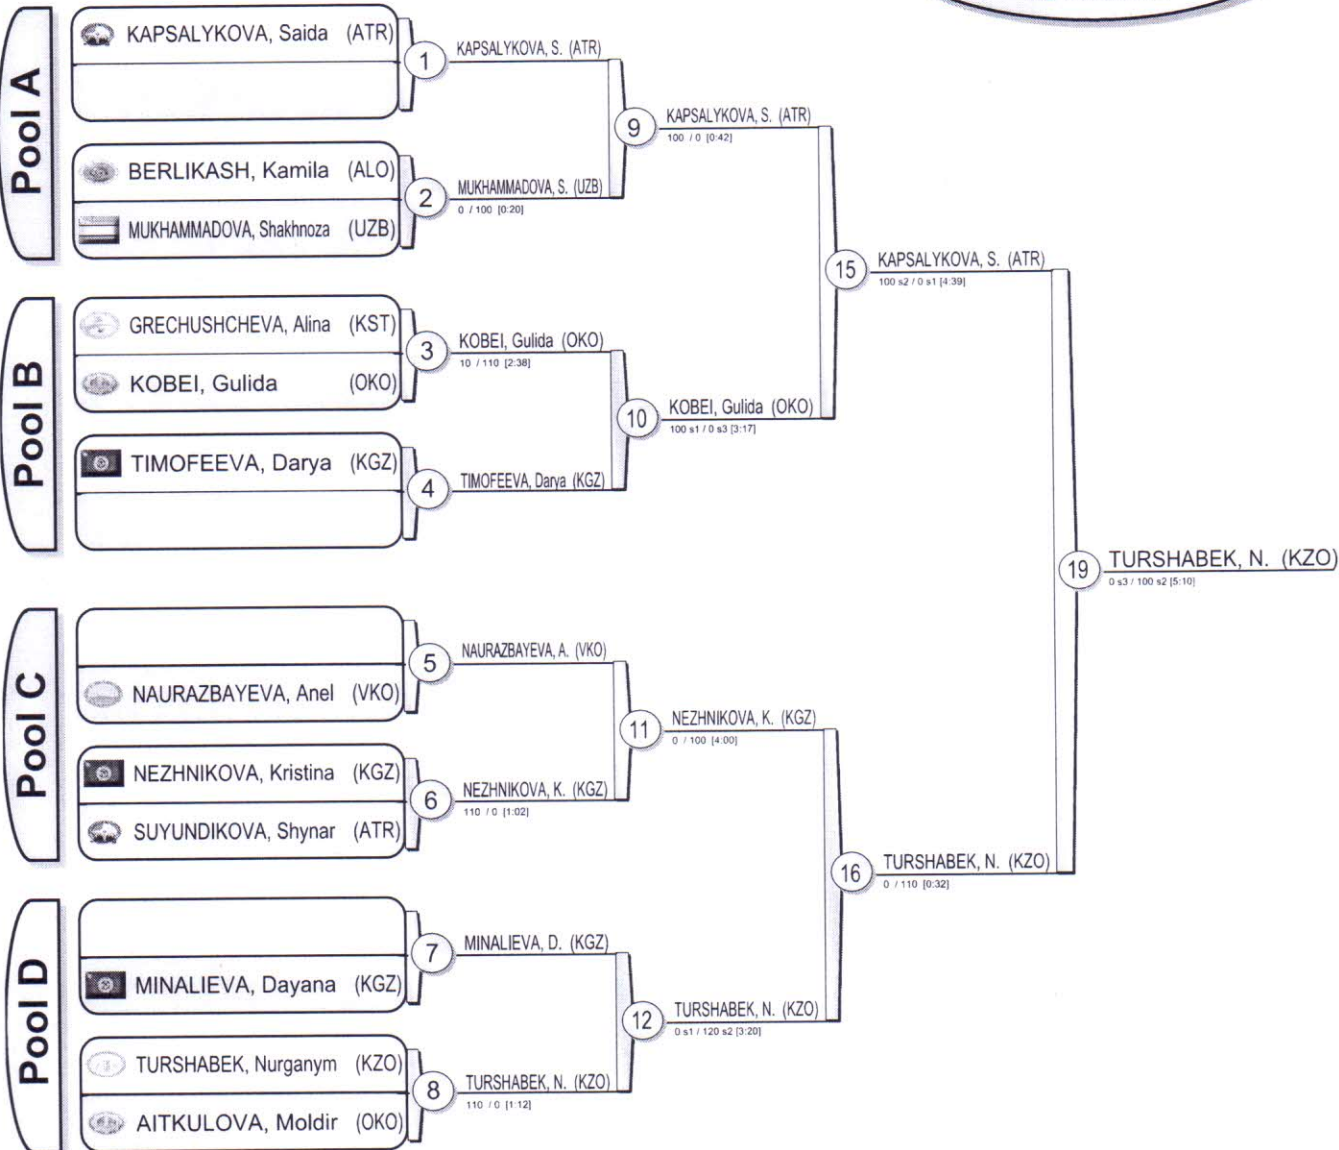 Pool A
KAPSALYKOVA, Saida (ATR)
BERLIKASH, Kamila (ALO)
MUKHAMMADOVA, Shakhnoza (UZB)
1
2
KAPSALYKOVA, S. (ATR)
MUKHAMMADOVA, S. (UZB)
0 / 100 [0:20]
9
KAPSALYKOVA, S. (ATR)
100 / 0 [0:42]
Pool B
GRECHUSHCHEVA, Alina (KST)
KOBEI, Gulida (OKO)
TIMOFEEVA, Darya (KGZ)
3
4
KOBEI, Gulida (OKO)
10 / 110 [2:38]
TIMOFEEVA, Darya (KGZ)
10
KOBEI, Gulida (OKO)
100 s1 / 0 s3 [3:17]
15
KAPSALYKOVA, S. (ATR)
100 s2 / 0 s1 [4:39]
Pool C
NAURAZBAYEVA, Anel (VKO)
NEZHNIKOVA, Kristina (KGZ)
SUYUNDIKOVA, Shynar (ATR)
5
6
NAURAZBAYEVA, A. (VKO)
NEZHNIKOVA, K. (KGZ)
110 / 0 [1:02]
11
NEZHNIKOVA, K. (KGZ)
0 / 100 [4:00]
Pool D
MINALIEVA, Dayana (KGZ)
TURSHABEK, Nurganym (KZO)
AITKULOVA, Moldir (OKO)
7
8
MINALIEVA, D. (KGZ)
TURSHABEK, N. (KZO)
110 / 0 [1:12]
12
TURSHABEK, N. (KZO)
0 s1 / 120 s2 [3:20]
16
TURSHABEK, N. (KZO)
0 / 110 [0:32]
19
TURSHABEK, N. (KZO)
0 s3 / 100 s2 [5:10]